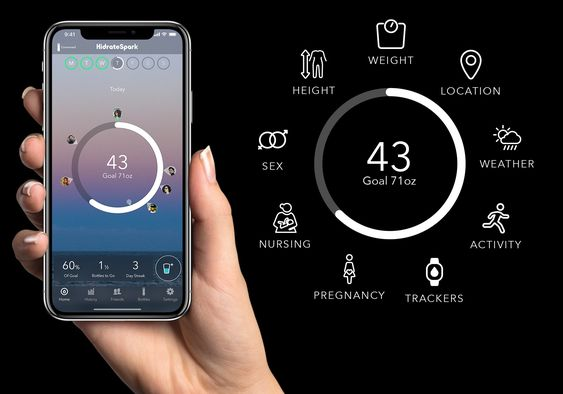 9:41
Connected
HidrateSpark
M T W T F S S
Today
43
Goal 71oz
60% 1½ 3
Of Goal Bottles to Go Day Streak
Home History Friends Bottles Settings
WEIGHT
HEIGHT
LOCATION
43
Goal 71oz
SEX
WEATHER
NURSING
ACTIVITY
PREGNANCY
TRACKERS